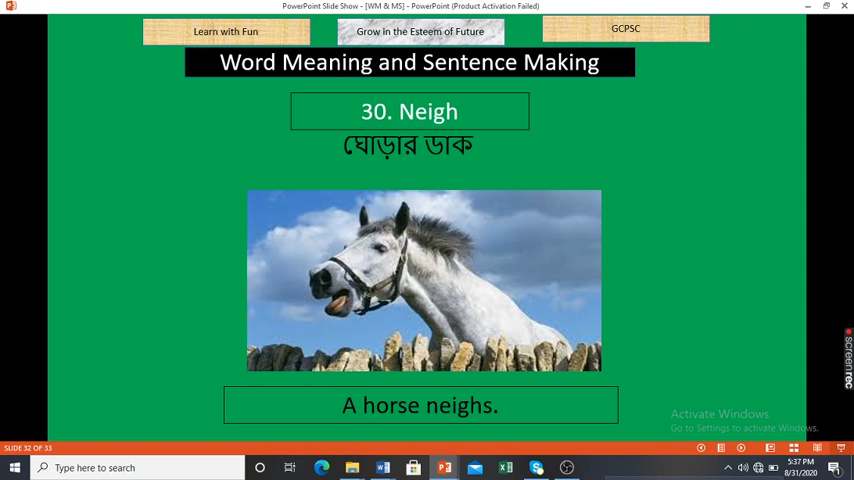 PowerPoint Slide Show - [WM & MS] - PowerPoint (Product Activation Failed)
Learn with Fun
Grow in the Esteem of Future
GCPSC
Word Meaning and Sentence Making
30. Neigh
ঘোড়ার ডাক
A horse neighs.
Activate Windows
Go to Settings to activate Windows.
screenrec
SLIDE 32 OF 33
Type here to search
5:37 PM
8/31/2020